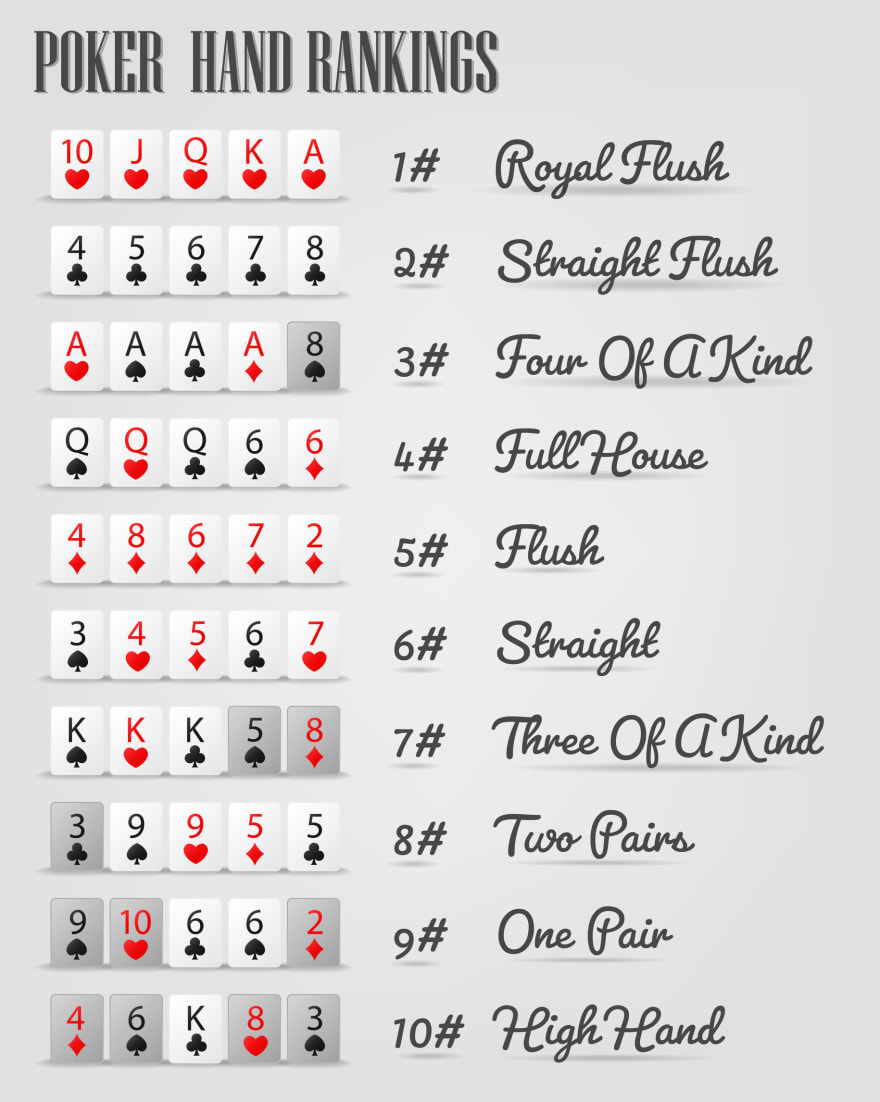 POKER HAND RANKINGS
10 J Q K A 1# Royal Flush
4 5 6 7 8 2# Straight Flush
A A A A 8 3# Four Of A Kind
Q Q Q 6 6 4# Full House
4 8 6 7 2 5# Flush
3 4 5 6 7 6# Straight
K K K 5 8 7# Three Of A Kind
3 9 9 5 5 8# Two Pairs
9 10 6 6 2 9# One Pair
4 6 K 8 3 10# High Hand